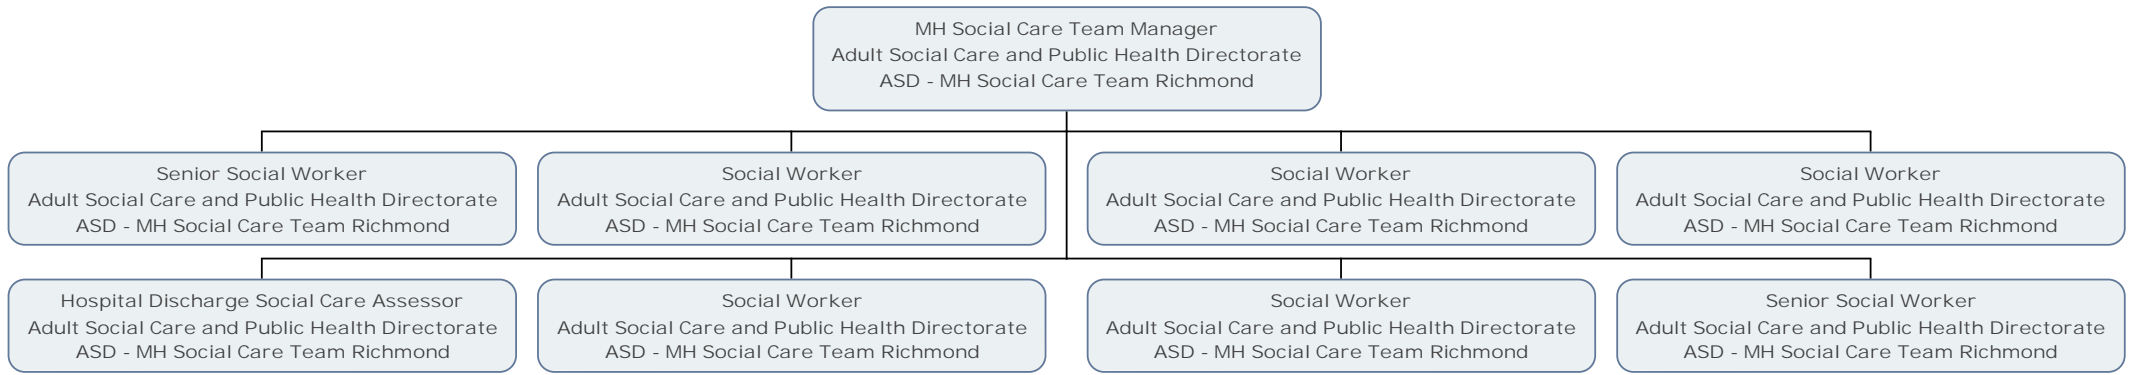 MH Social Care Team Manager
Adult Social Care and Public Health Directorate
ASD - MH Social Care Team Richmond
Senior Social Worker
Adult Social Care and Public Health Directorate
ASD - MH Social Care Team Richmond
Social Worker
Adult Social Care and Public Health Directorate
ASD - MH Social Care Team Richmond
Social Worker
Adult Social Care and Public Health Directorate
ASD - MH Social Care Team Richmond
Social Worker
Adult Social Care and Public Health Directorate
ASD - MH Social Care Team Richmond
Hospital Discharge Social Care Assessor
Adult Social Care and Public Health Directorate
ASD - MH Social Care Team Richmond
Social Worker
Adult Social Care and Public Health Directorate
ASD - MH Social Care Team Richmond
Social Worker
Adult Social Care and Public Health Directorate
ASD - MH Social Care Team Richmond
Senior Social Worker
Adult Social Care and Public Health Directorate
ASD - MH Social Care Team Richmond